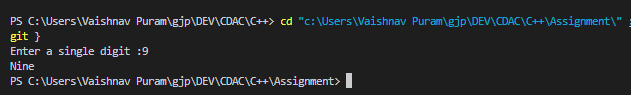 PS C:\Users\Vaishnav Puram\gjp\DEV\CDAC\C++> cd "c:\Users\Vaishnav Puram\gjp\DEV\CDAC\C++\Assignment\"
git }
Enter a single digit :9
Nine
PS C:\Users\Vaishnav Puram\gjp\DEV\CDAC\C++\Assignment>